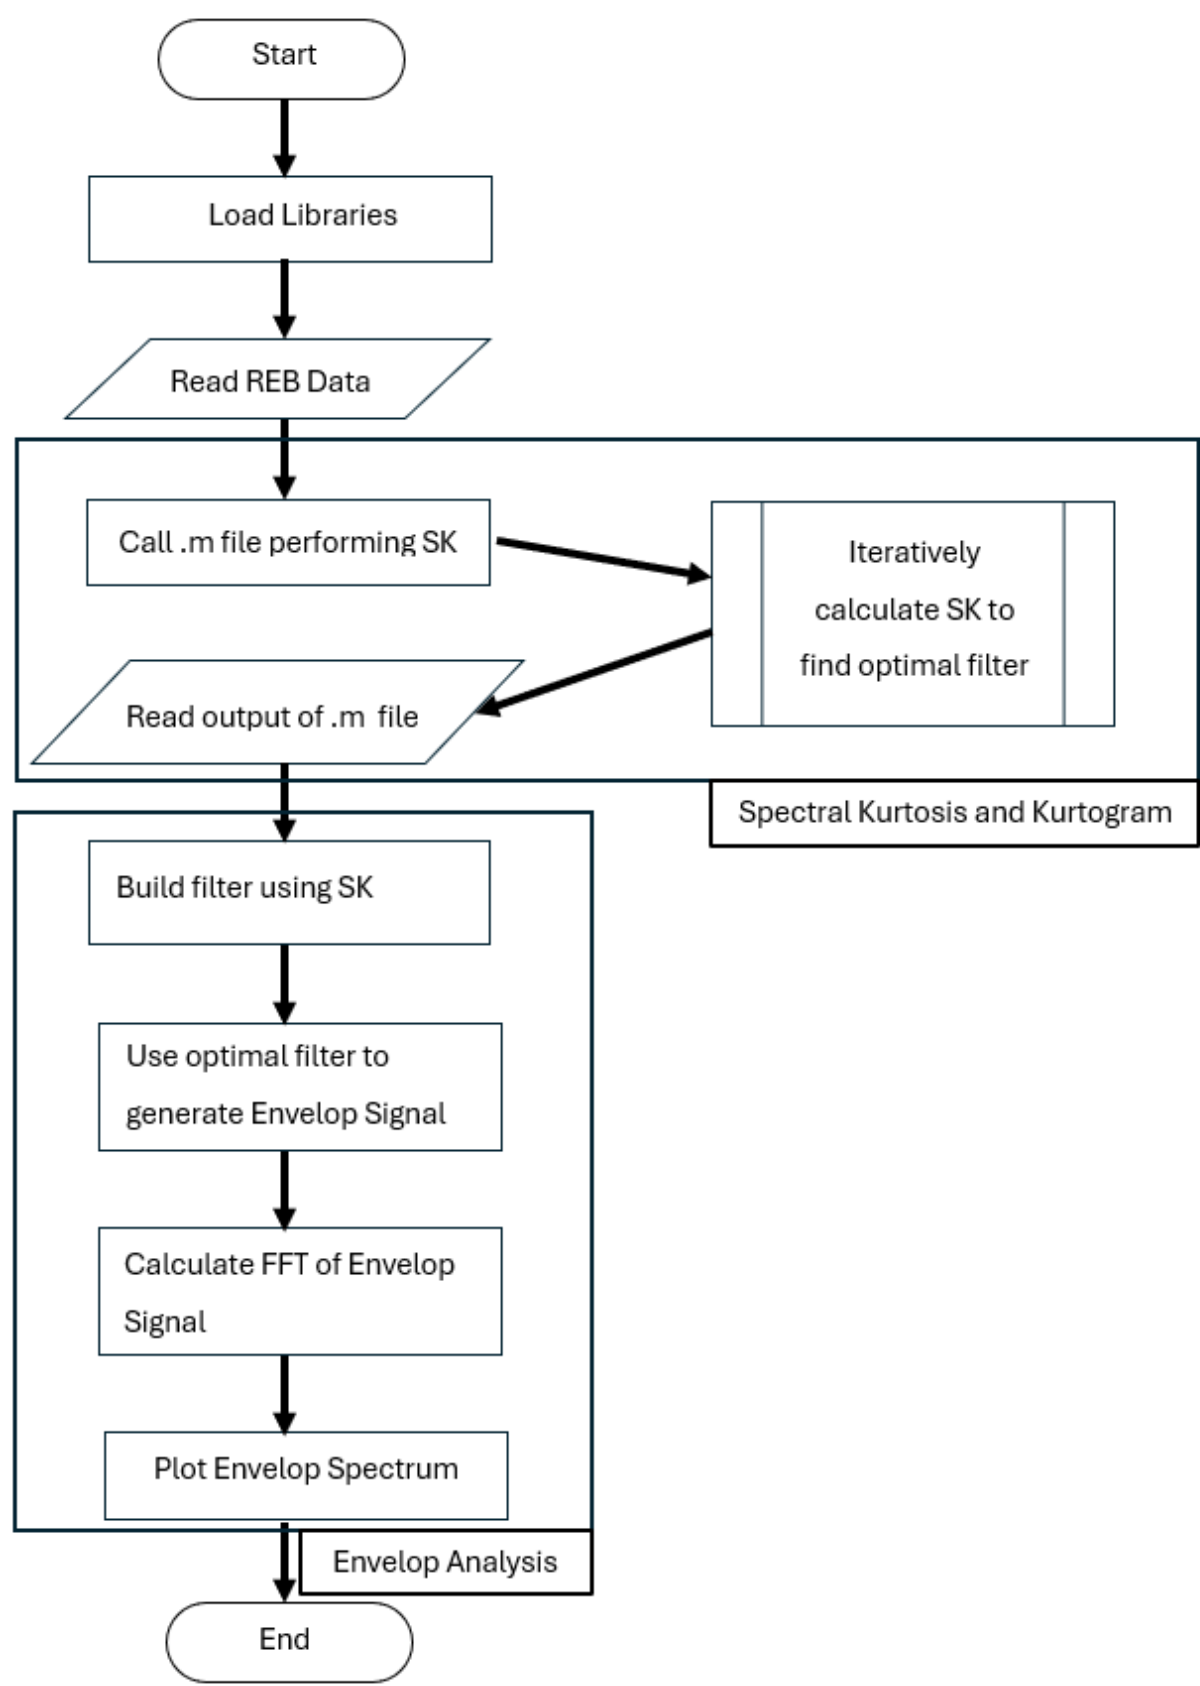 Start
Load Libraries
Read REB Data
Call .m file performing SK
Iteratively
calculate SK to
find optimal filter
Read output of .m file
Spectral Kurtosis and Kurtogram
Build filter using SK
Use optimal filter to
generate Envelop Signal
Calculate FFT of Envelop
Signal
Plot Envelop Spectrum
Envelop Analysis
End